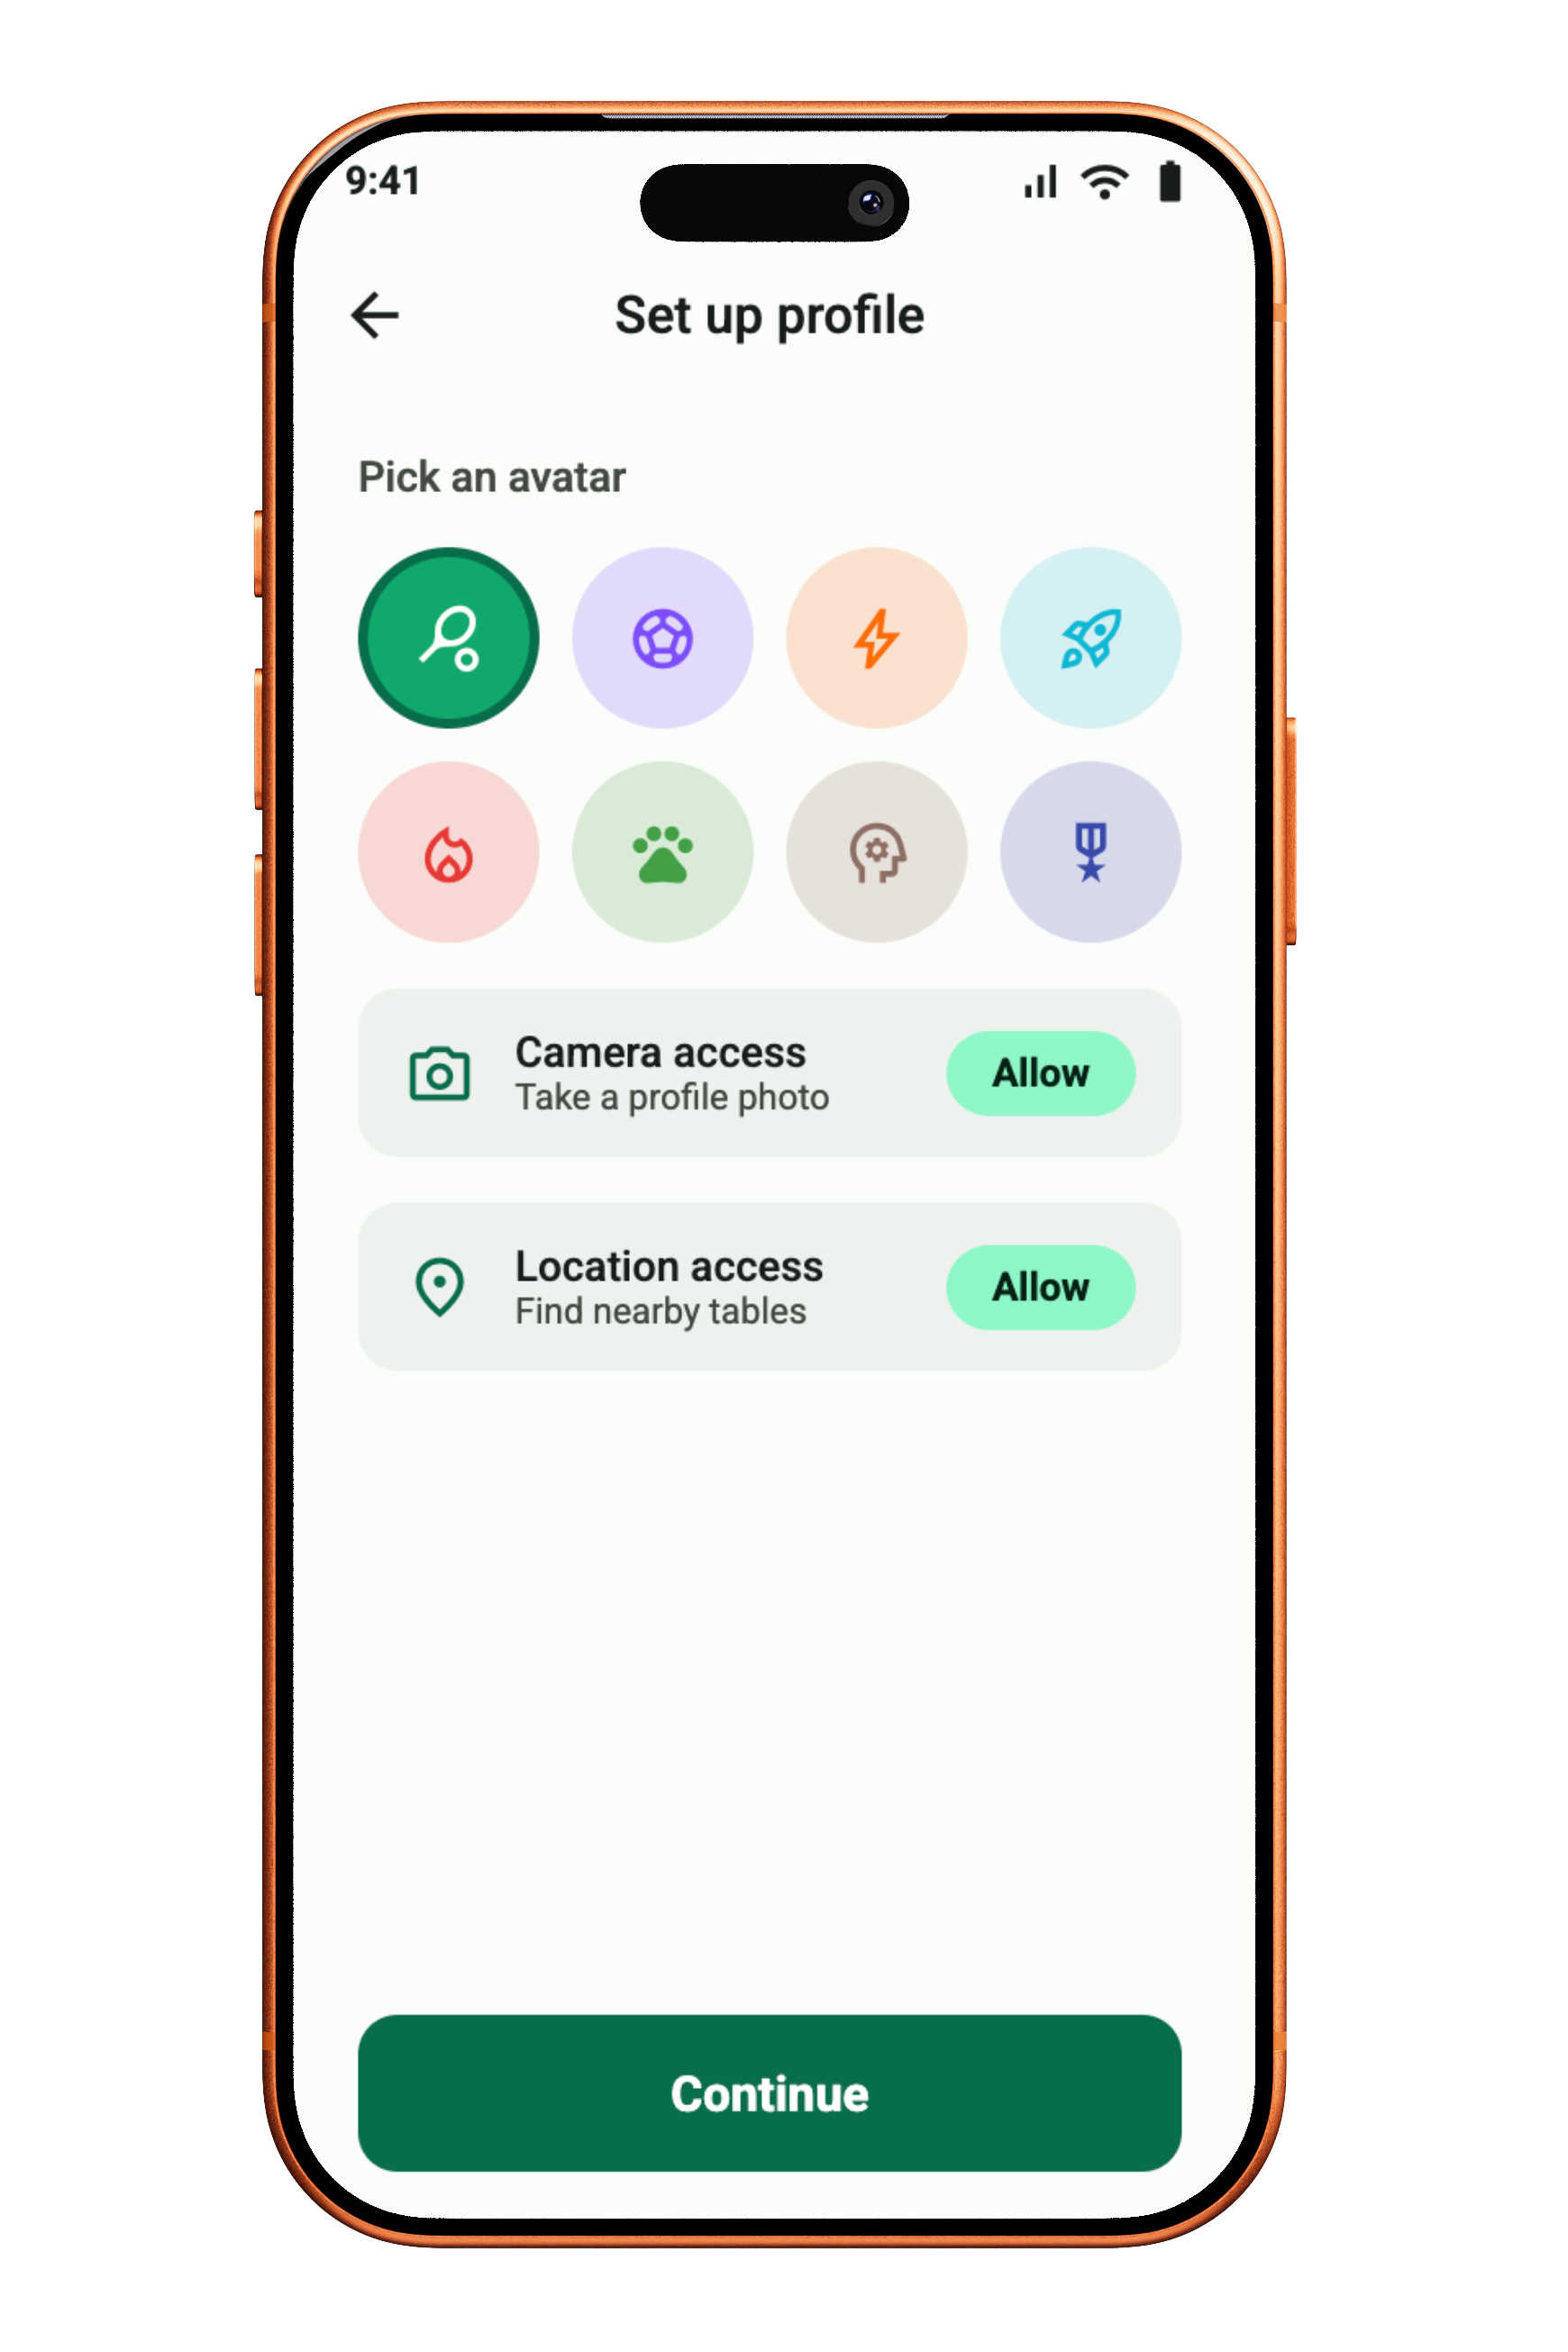 9:41
Set up profile
Pick an avatar
Camera access
Take a profile photo
Allow
Location access
Find nearby tables
Allow
Continue